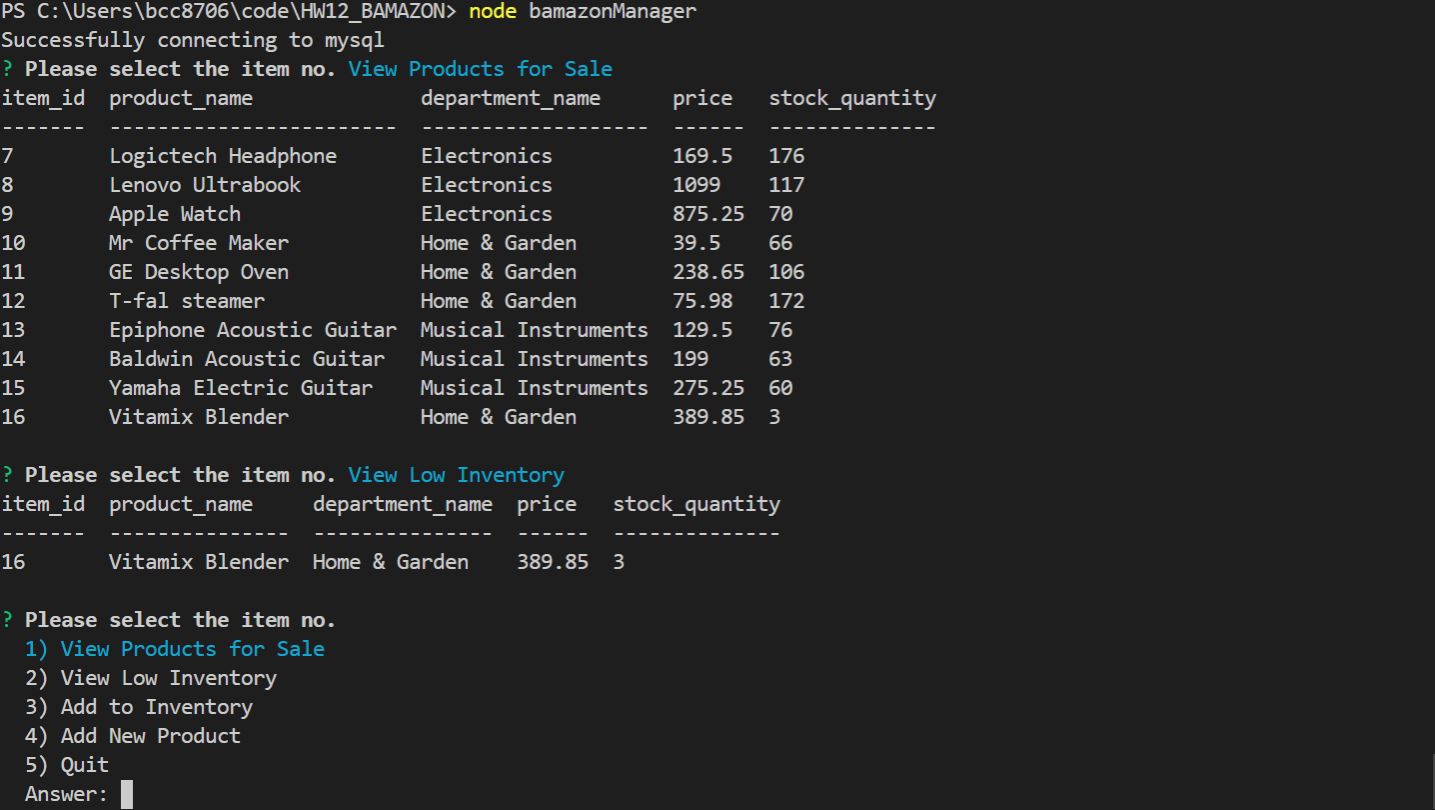 PS C:\Users\bcc8706\code\HW12_BAMAZON> node bamazonManager
Successfully connecting to mysql
? Please select the item no. View Products for Sale
item_id  product_name              department_name      price   stock_quantity
-------  ------------------------  -------------------  ------  --------------
7        Logictech Headphone       Electronics          169.5   176
8        Lenovo Ultrabook          Electronics          1099    117
9        Apple Watch               Electronics          875.25  70
10       Mr Coffee Maker           Home & Garden        39.5    66
11       GE Desktop Oven           Home & Garden        238.65  106
12       T-fal steamer             Home & Garden        75.98   172
13       Epiphone Acoustic Guitar  Musical Instruments  129.5   76
14       Baldwin Acoustic Guitar   Musical Instruments  199     63
15       Yamaha Electric Guitar    Musical Instruments  275.25  60
16       Vitamix Blender           Home & Garden        389.85  3

? Please select the item no. View Low Inventory
item_id  product_name     department_name  price   stock_quantity
-------  ---------------  ---------------  ------  --------------
16       Vitamix Blender  Home & Garden    389.85  3

? Please select the item no.
  1) View Products for Sale
  2) View Low Inventory
  3) Add to Inventory
  4) Add New Product
  5) Quit
  Answer: